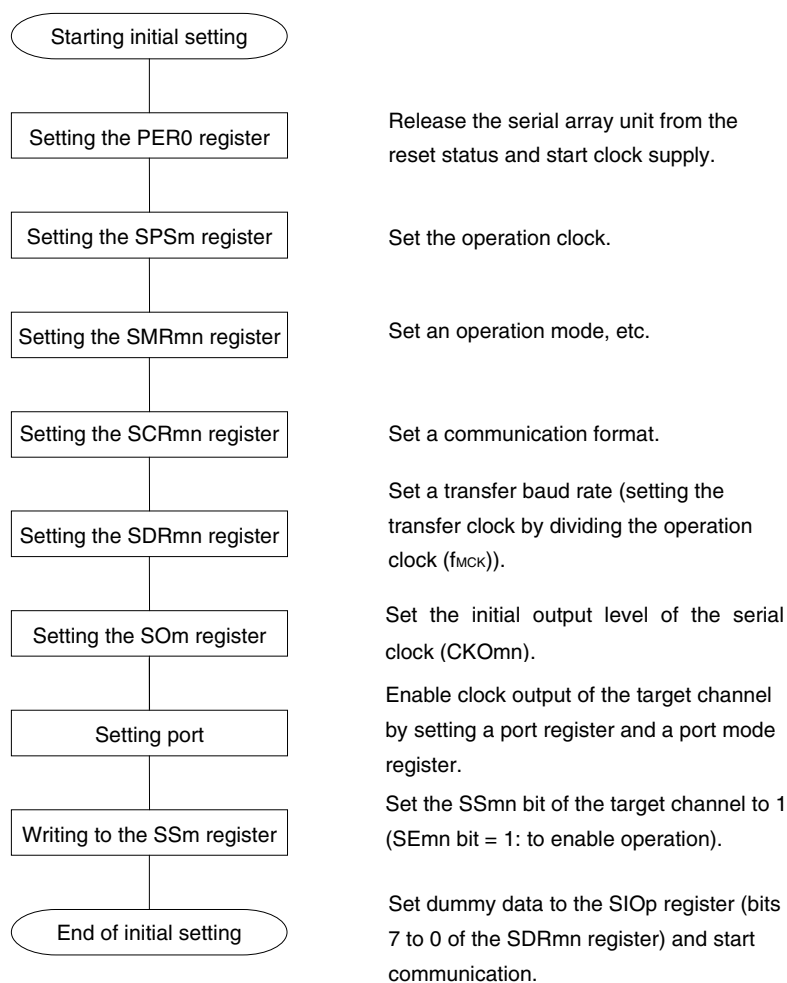 Starting initial setting
Setting the PER0 register
Release the serial array unit from the
reset status and start clock supply.
Setting the SPSm register
Set the operation clock.
Setting the SMRmn register
Set an operation mode, etc.
Setting the SCRmn register
Set a communication format.
Setting the SDRmn register
Set a transfer baud rate (setting the
transfer clock by dividing the operation
clock (fMCK)).
Setting the SOm register
Set the initial output level of the serial
clock (CKOmn).
Setting port
Enable clock output of the target channel
by setting a port register and a port mode
register.
Writing to the SSm register
Set the SSmn bit of the target channel to 1
(SEmn bit = 1: to enable operation).
End of initial setting
Set dummy data to the SIOp register (bits
7 to 0 of the SDRmn register) and start
communication.